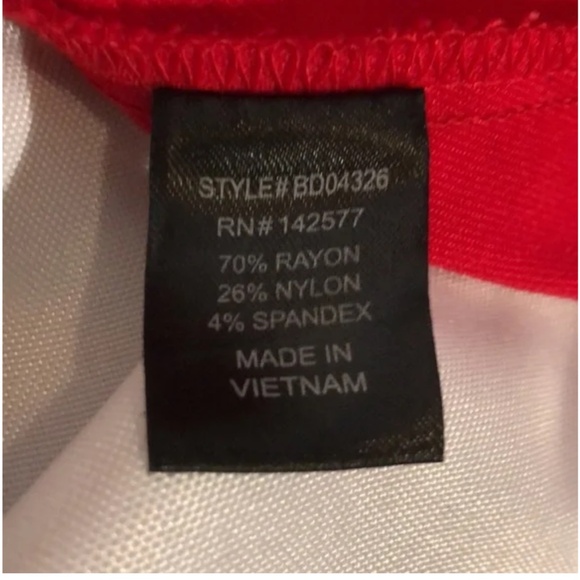 STYLE# BD04326
RN# 142577
70% RAYON
26% NYLON
4% SPANDEX
MADE IN
VIETNAM